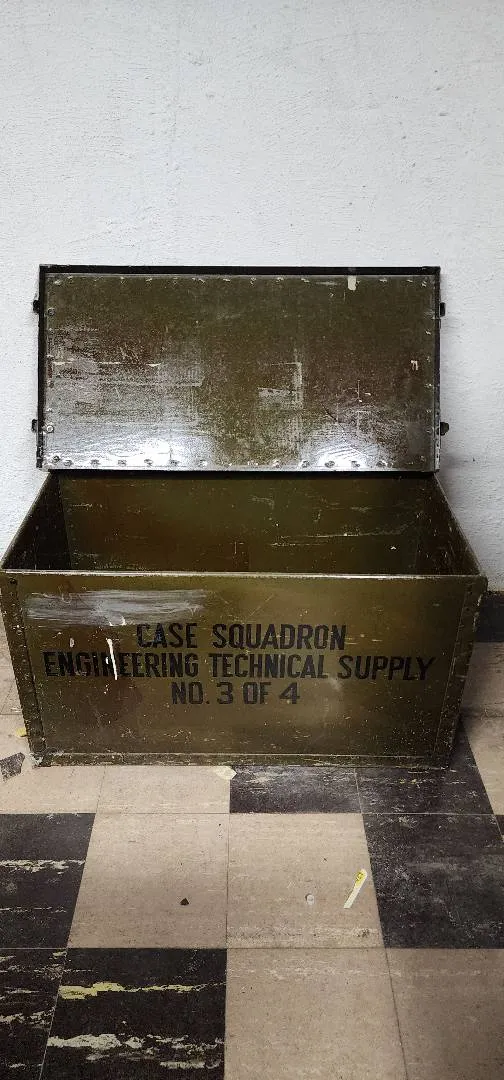 CASE SQUADRON
ENGINEERING TECHNICAL SUPPLY
NO. 3 OF 4